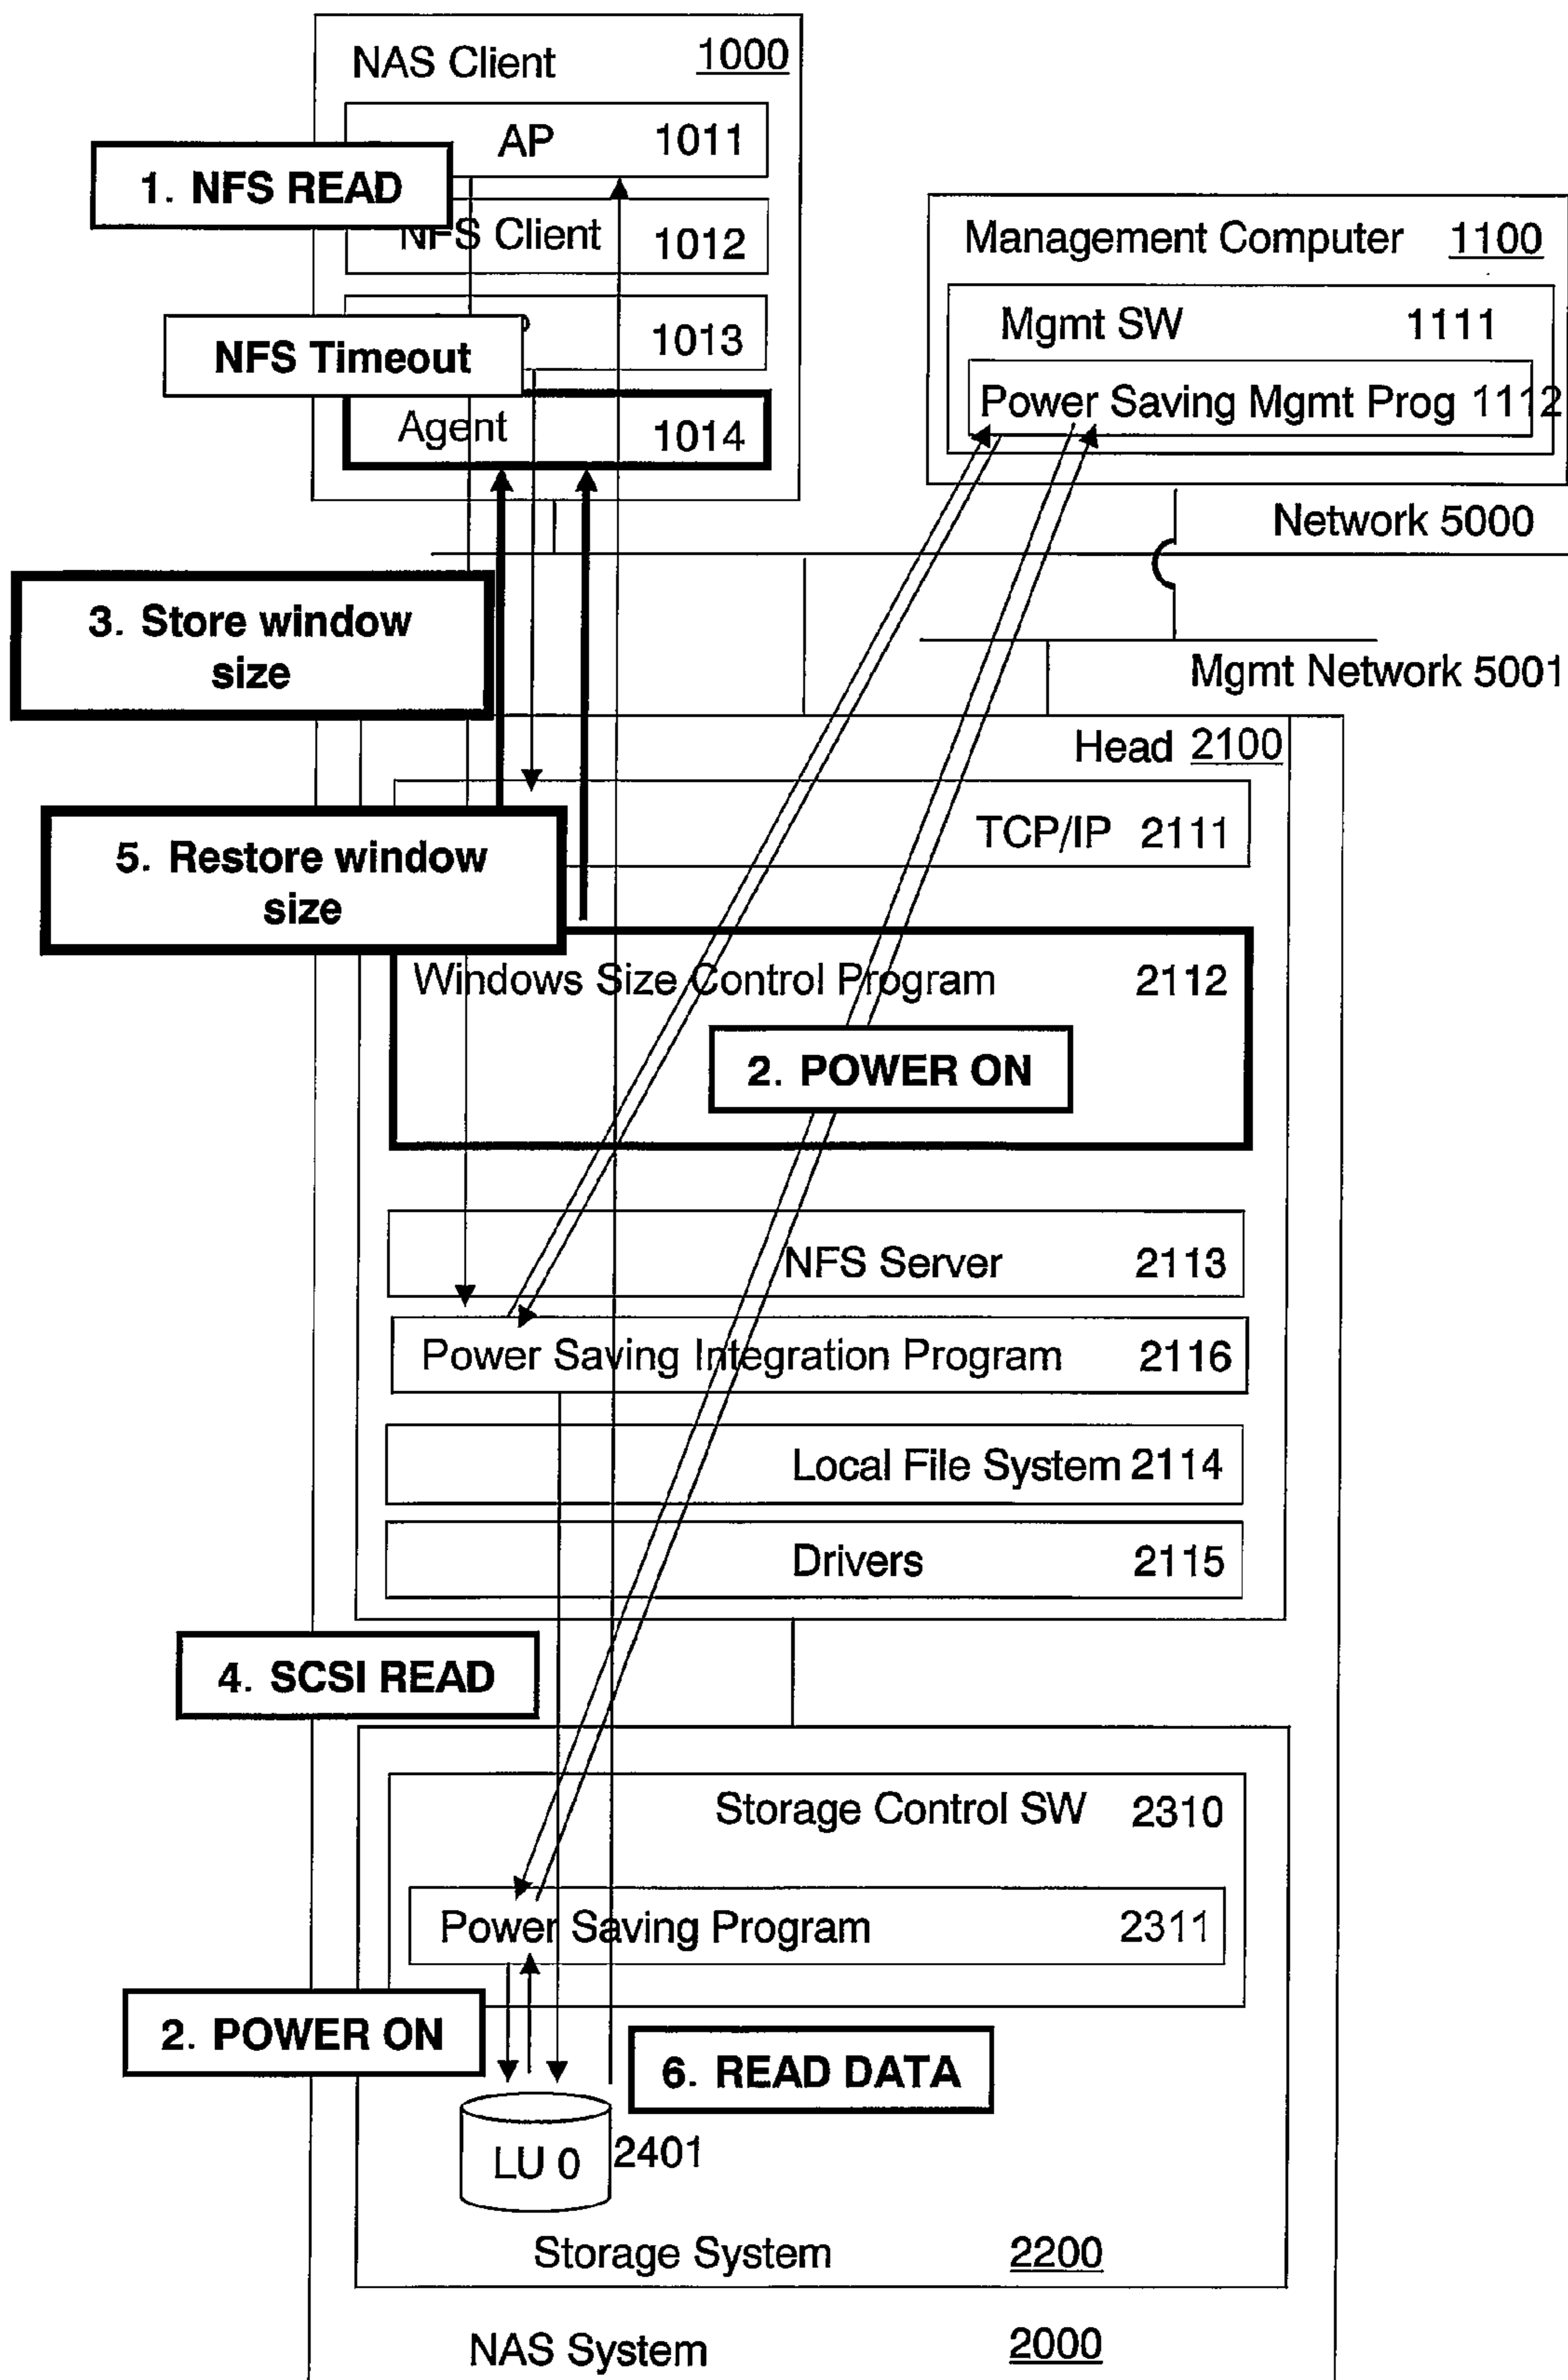 NAS Client 1000
AP 1011
1. NFS READ
NFS Client 1012
1013
NFS Timeout
Agent 1014
Management Computer 1100
Mgmt SW 1111
Power Saving Mgmt Prog 1112
Network 5000
3. Store window
size
Mgmt Network 5001
Head 2100
TCP/IP 2111
5. Restore window
size
Windows Size Control Program 2112
2. POWER ON
NFS Server 2113
Power Saving Integration Program 2116
Local File System 2114
Drivers 2115
4. SCSI READ
Storage Control SW 2310
Power Saving Program 2311
2. POWER ON
6. READ DATA
LU 0 2401
Storage System 2200
NAS System 2000